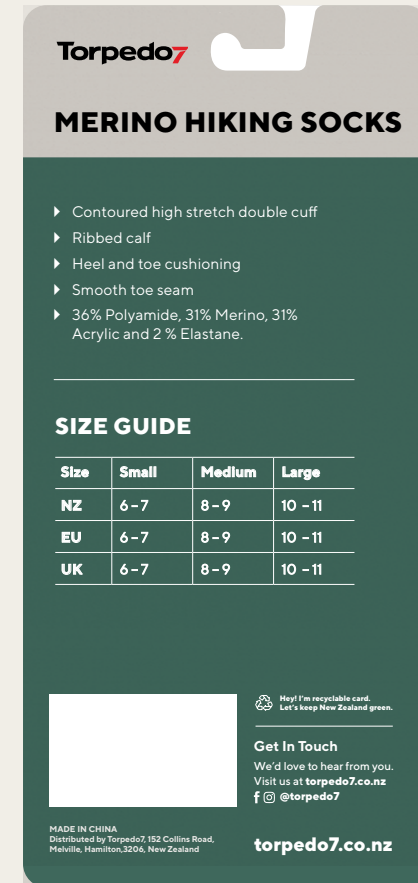 Torpedo7
MERINO HIKING SOCKS
Contoured high stretch double cuff
Ribbed calf
Heel and toe cushioning
Smooth toe seam
36% Polyamide, 31% Merino, 31%
Acrylic and 2 % Elastane.
SIZE GUIDE
Size Small Medium Large
NZ 6-7 8-9 10 -11
EU 6-7 8-9 10 -11
UK 6-7 8-9 10 -11
Hey! I'm recyclable card.
Let's keep New Zealand green.
Get In Touch
We'd love to hear from you.
Visit us at torpedo7.co.nz
@torpedo7
MADE IN CHINA
Distributed by Torpedo7, 152 Collins Road,
Melville, Hamilton,3206, New Zealand
torpedo7.co.nz